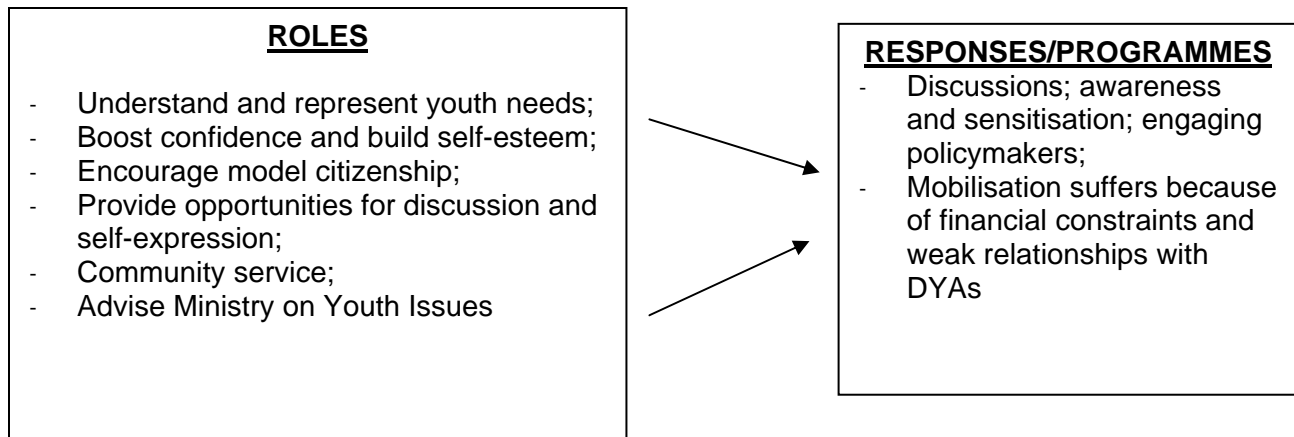 ROLES
- Understand and represent youth needs;
- Boost confidence and build self-esteem;
- Encourage model citizenship;
- Provide opportunities for discussion and
self-expression;
- Community service;
- Advise Ministry on Youth Issues
RESPONSES/PROGRAMMES
- Discussions; awareness
and sensitisation; engaging
policymakers;
- Mobilisation suffers because
of financial constraints and
weak relationships with
DYAs